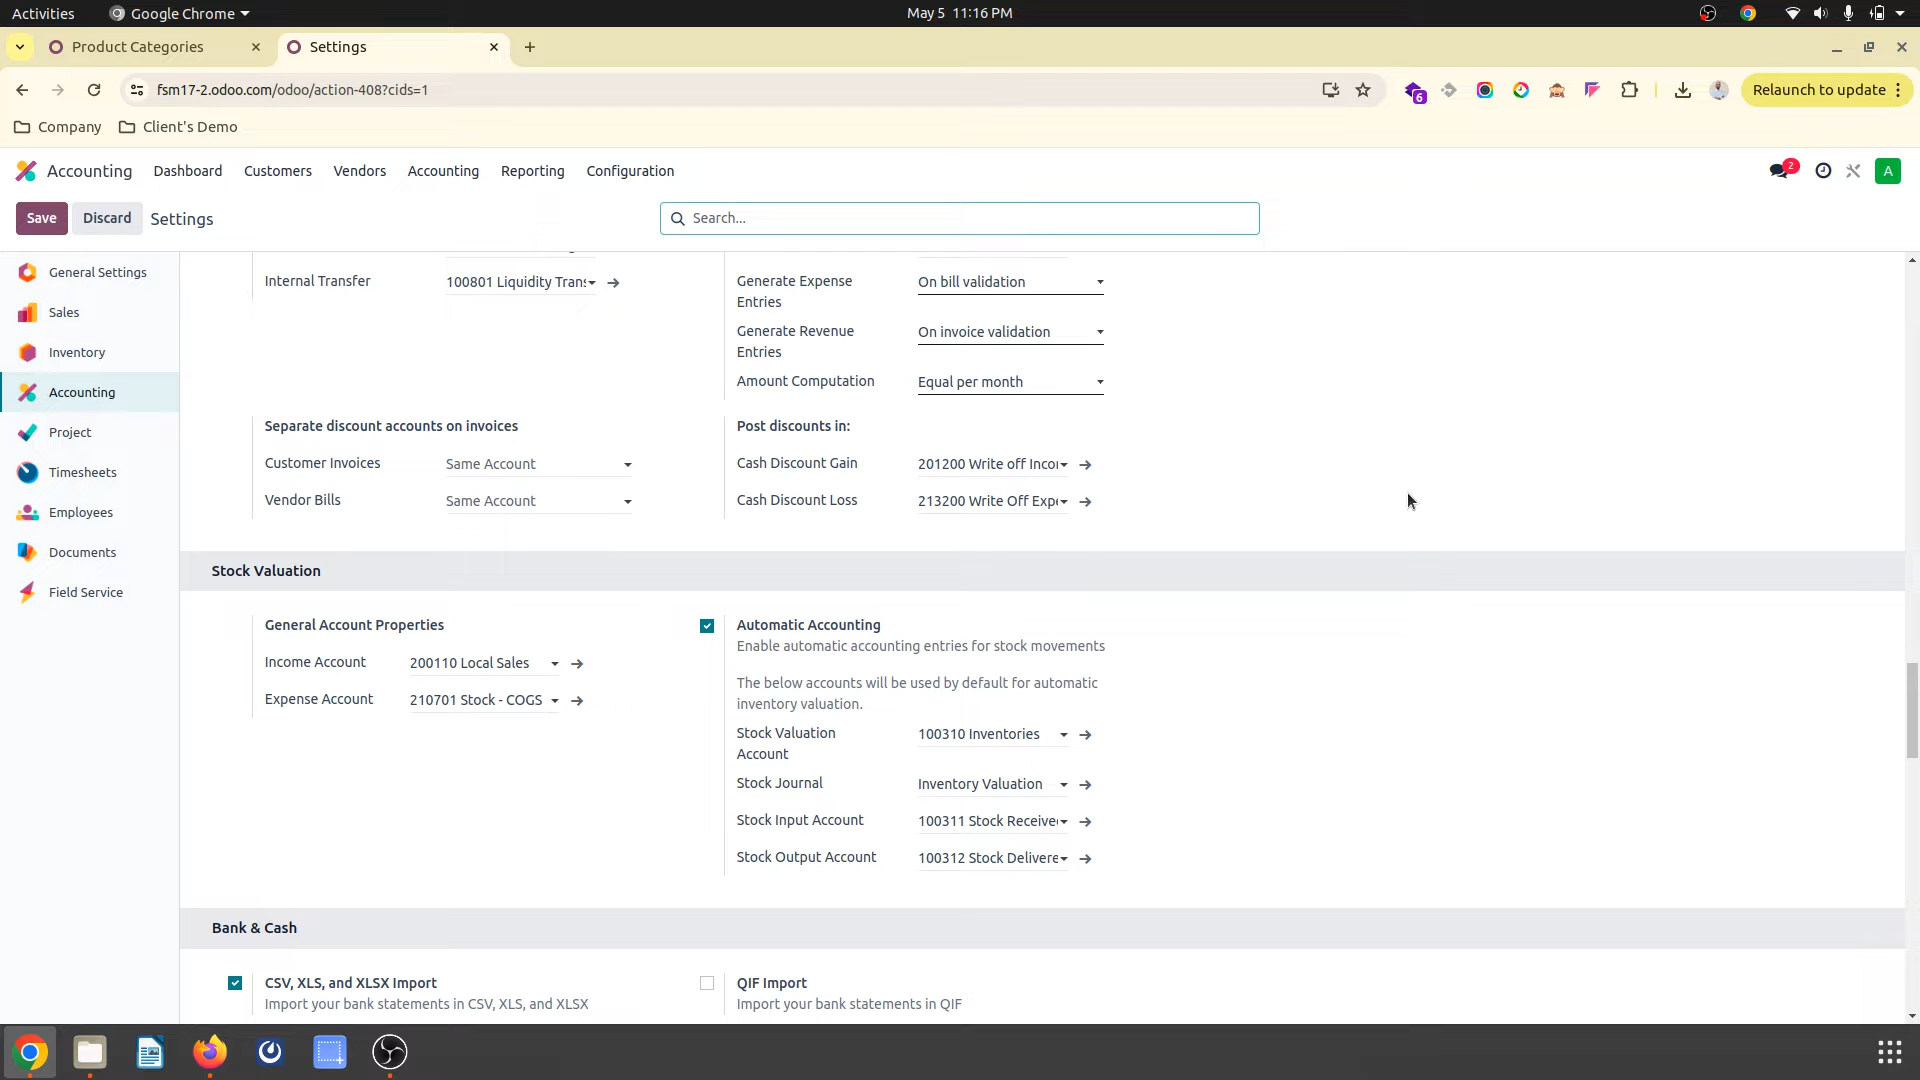 Activities
Google Chrome
May 5 11:16 PM
Product Categories
Settings
fsm17-2.odoo.com/odoo/action-408?cids=1
6
Relaunch to update
Company
Client's Demo
Accounting
Dashboard
Customers
Vendors
Accounting
Reporting
Configuration
2
A
Save
Discard
Settings
Search...
General Settings
Sales
Inventory
Accounting
Project
Timesheets
Employees
Documents
Field Service
Internal Transfer
100801 Liquidity Trans
Generate Expense
Entries
On bill validation
Generate Revenue
Entries
On invoice validation
Amount Computation
Equal per month
Separate discount accounts on invoices
Customer Invoices
Same Account
Vendor Bills
Same Account
Post discounts in:
Cash Discount Gain
201200 Write off Inco
Cash Discount Loss
213200 Write Off Exp
Stock Valuation
General Account Properties
Income Account
200110 Local Sales
Expense Account
210701 Stock - COGS
Automatic Accounting
Enable automatic accounting entries for stock movements
The below accounts will be used by default for automatic
inventory valuation.
Stock Valuation
Account
100310 Inventories
Stock Journal
Inventory Valuation
Stock Input Account
100311 Stock Receive
Stock Output Account
100312 Stock Delivere
Bank & Cash
CSV, XLS, and XLSX Import
Import your bank statements in CSV, XLS, and XLSX
QIF Import
Import your bank statements in QIF